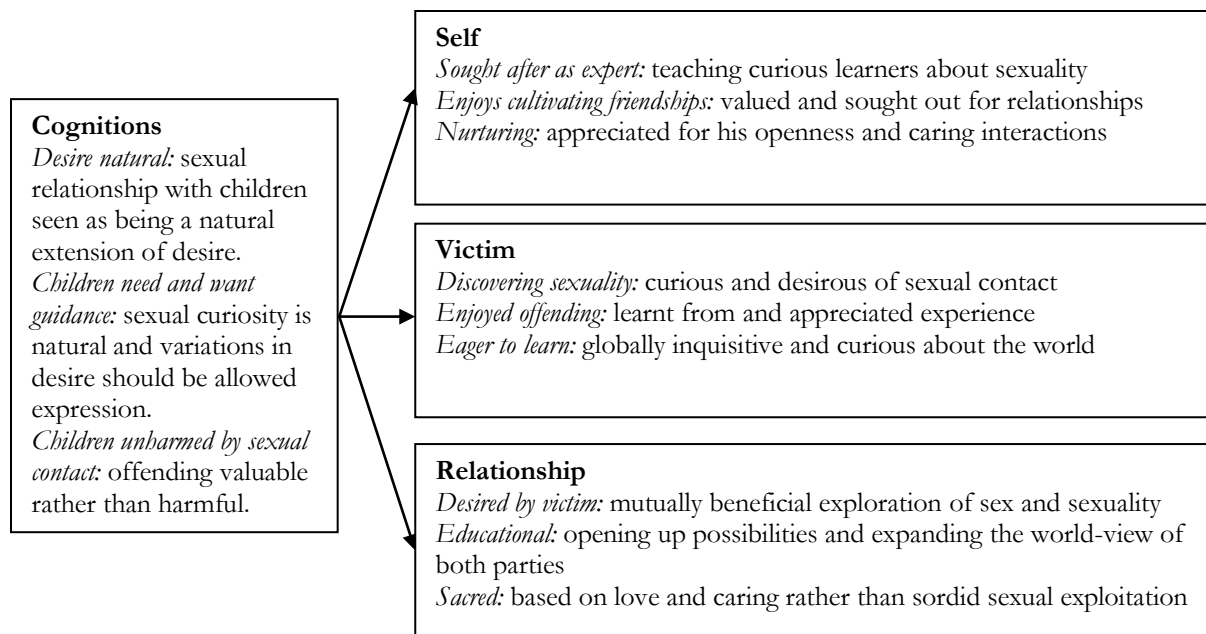 Cognitions
Desire natural: sexual
relationship with children
seen as being a natural
extension of desire.
Children need and want
guidance: sexual curiosity is
natural and variations in
desire should be allowed
expression.
Children unharmed by sexual
contact: offending valuable
rather than harmful.
Self
Sought after as expert: teaching curious learners about sexuality
Enjoys cultivating friendships: valued and sought out for relationships
Nurturing: appreciated for his openness and caring interactions
Victim
Discovering sexuality: curious and desirous of sexual contact
Enjoyed offending: learnt from and appreciated experience
Eager to learn: globally inquisitive and curious about the world
Relationship
Desired by victim: mutually beneficial exploration of sex and sexuality
Educational: opening up possibilities and expanding the world-view of
both parties
Sacred: based on love and caring rather than sordid sexual exploitation